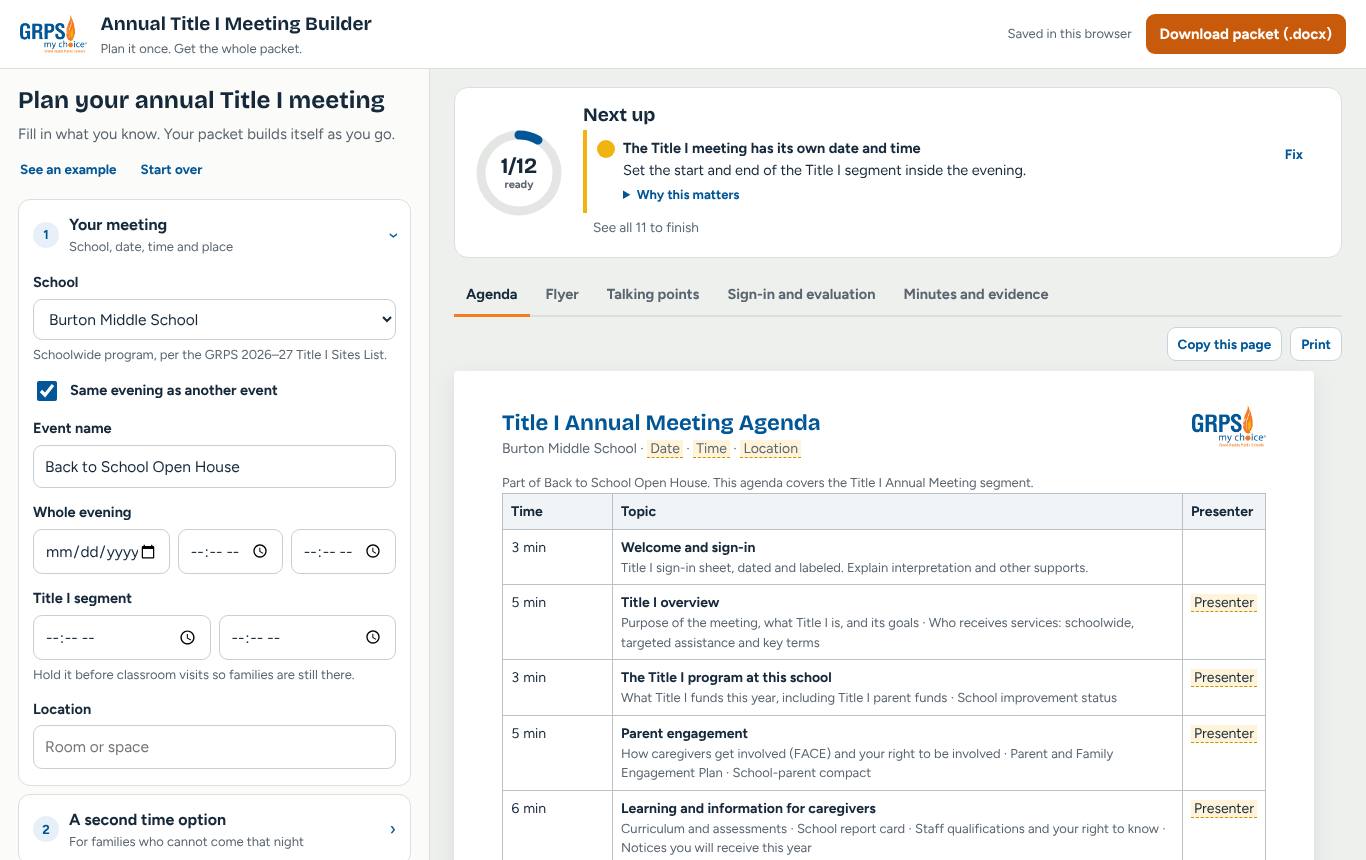 GRPS
my choice
Annual Title I Meeting Builder
Plan it once. Get the whole packet.
Saved in this browser
Download packet (.docx)
Plan your annual Title I meeting
Fill in what you know. Your packet builds itself as you go.
See an example
Start over
1
Your meeting
School, date, time and place
School
Burton Middle School
Schoolwide program, per the GRPS 2026–27 Title I Sites List.
Same evening as another event
Event name
Back to School Open House
Whole evening
mm/dd/yyyy
--:-- --
--:-- --
Title I segment
--:-- --
--:-- --
Hold it before classroom visits so families are still there.
Location
Room or space
2
A second time option
For families who cannot come that night
1/12
ready
Next up
The Title I meeting has its own date and time
Set the start and end of the Title I segment inside the evening.
Why this matters
Fix
See all 11 to finish
Agenda
Flyer
Talking points
Sign-in and evaluation
Minutes and evidence
Copy this page
Print
Title I Annual Meeting Agenda
Burton Middle School · Date · Time · Location
GRPS
my choice
Part of Back to School Open House. This agenda covers the Title I Annual Meeting segment.
Time
Topic
Presenter
3 min
Welcome and sign-in
Title I sign-in sheet, dated and labeled. Explain interpretation and other supports.
5 min
Title I overview
Purpose of the meeting, what Title I is, and its goals · Who receives services: schoolwide,
targeted assistance and key terms
Presenter
3 min
The Title I program at this school
What Title I funds this year, including Title I parent funds · School improvement status
Presenter
5 min
Parent engagement
How caregivers get involved (FACE) and your right to be involved · Parent and Family
Engagement Plan · School-parent compact
Presenter
6 min
Learning and information for caregivers
Curriculum and assessments · School report card · Staff qualifications and your right to know ·
Notices you will receive this year
Presenter